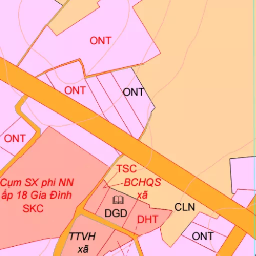 ONT
ONT
ONT
ONT
TSC
BCHQS
xã
Cụm SX phi NN
ấp 18 Gia Đình
SKC
DGD
DHT
CLN
TTVH
xã
ONT